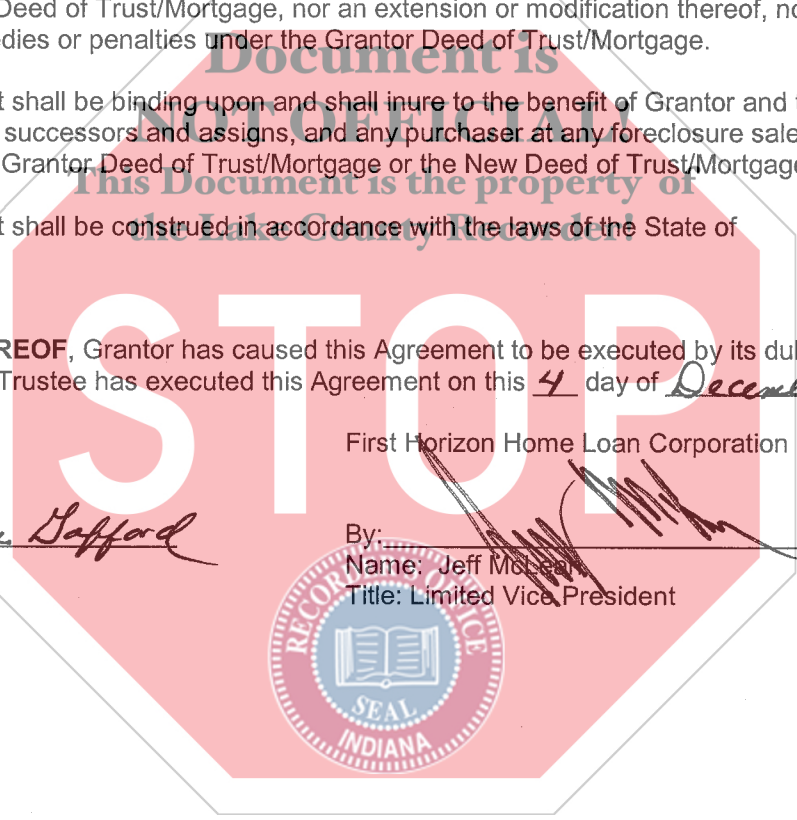 Deed of Trust/Mortgage, nor an extension or modification thereof, no
dies or penalties under the Grantor Deed of Trust/Mortgage.
Document is
t shall be binding upon and shall inure to the benefit of Grantor and
NOT OFFICIAL!
successors and assigns, and any purchaser at any foreclosure sale
Grantor Deed of Trust/Mortgage or the New Deed of Trust/Mortgage
This Document is the property of
the Lake County Recorder!
t shall be construed in accordance with the laws of the State of
STOP
REOF, Grantor has caused this Agreement to be executed by its dul
Trustee has executed this Agreement on this 4 day of Decem
First Horizon Home Loan Corporation
Gafford
By:
Name: Jeff McLean
Title: Limited Vice President
RECORDERS OFFICE
SEAL
INDIANA